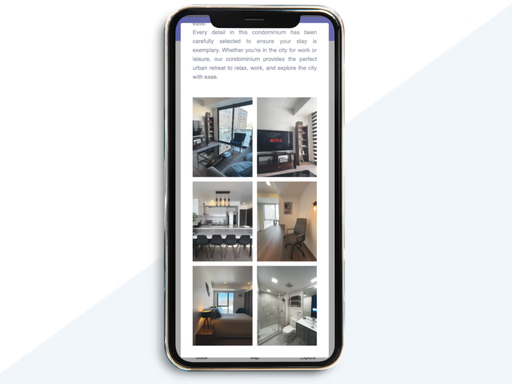 Every detail in this condominium has been
carefully selected to ensure your stay is
exemplary. Whether you're in the city for work or
leisure, our condominium provides the perfect
urban retreat to relax, work, and explore the city
with ease.
NETFLIX